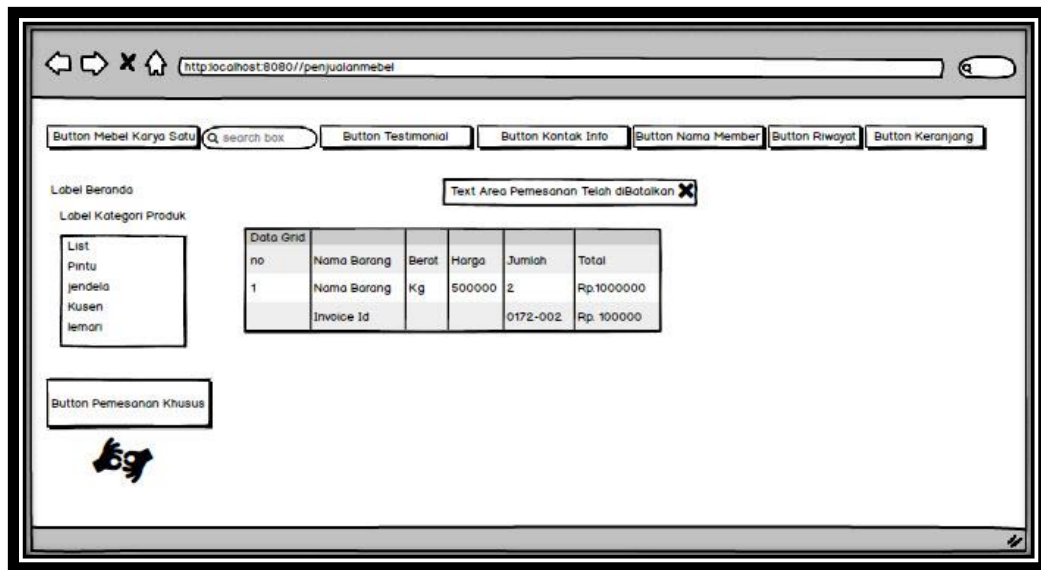 http:localhost:8080//penjualanmebel
Button Mebel Karya Satu search box Button Testimonial Button Kontak Info Button Nama Member Button Riwayat Button Keranjang
Label Beranda
Text Area Pemesanan Telah diBatalkan
Label Kategori Produk
List
Pintu
jendela
Kusen
lemari
Data Grid
no Nama Barang Berat Harga Jumlah Total
1 Nama Barang Kg 500000 2 Rp.1000000
Invoice Id 0172-002 Rp. 100000
Button Pemesanan Khusus